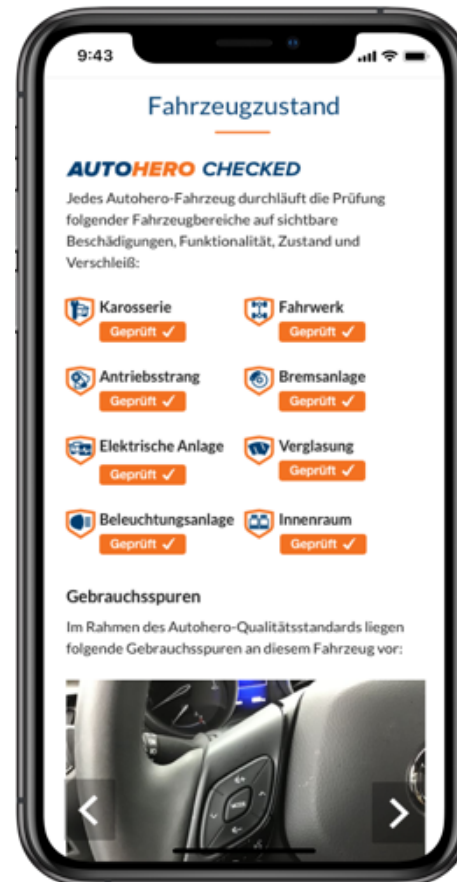 9:43
Fahrzeugzustand
AUTOHERO CHECKED
Jedes Autohero-Fahrzeug durchläuft die Prüfung
folgender Fahrzeugbereiche auf sichtbare
Beschädigungen, Funktionalität, Zustand und
Verschleiß:
Karosserie
Geprüft ✓
Fahrwerk
Geprüft ✓
Antriebsstrang
Geprüft ✓
Bremsanlage
Geprüft ✓
Elektrische Anlage
Geprüft ✓
Verglasung
Geprüft ✓
Beleuchtungsanlage
Geprüft ✓
Innenraum
Geprüft ✓
Gebrauchsspuren
Im Rahmen des Autohero-Qualitätsstandards liegen
folgende Gebrauchsspuren an diesem Fahrzeug vor:
MODE